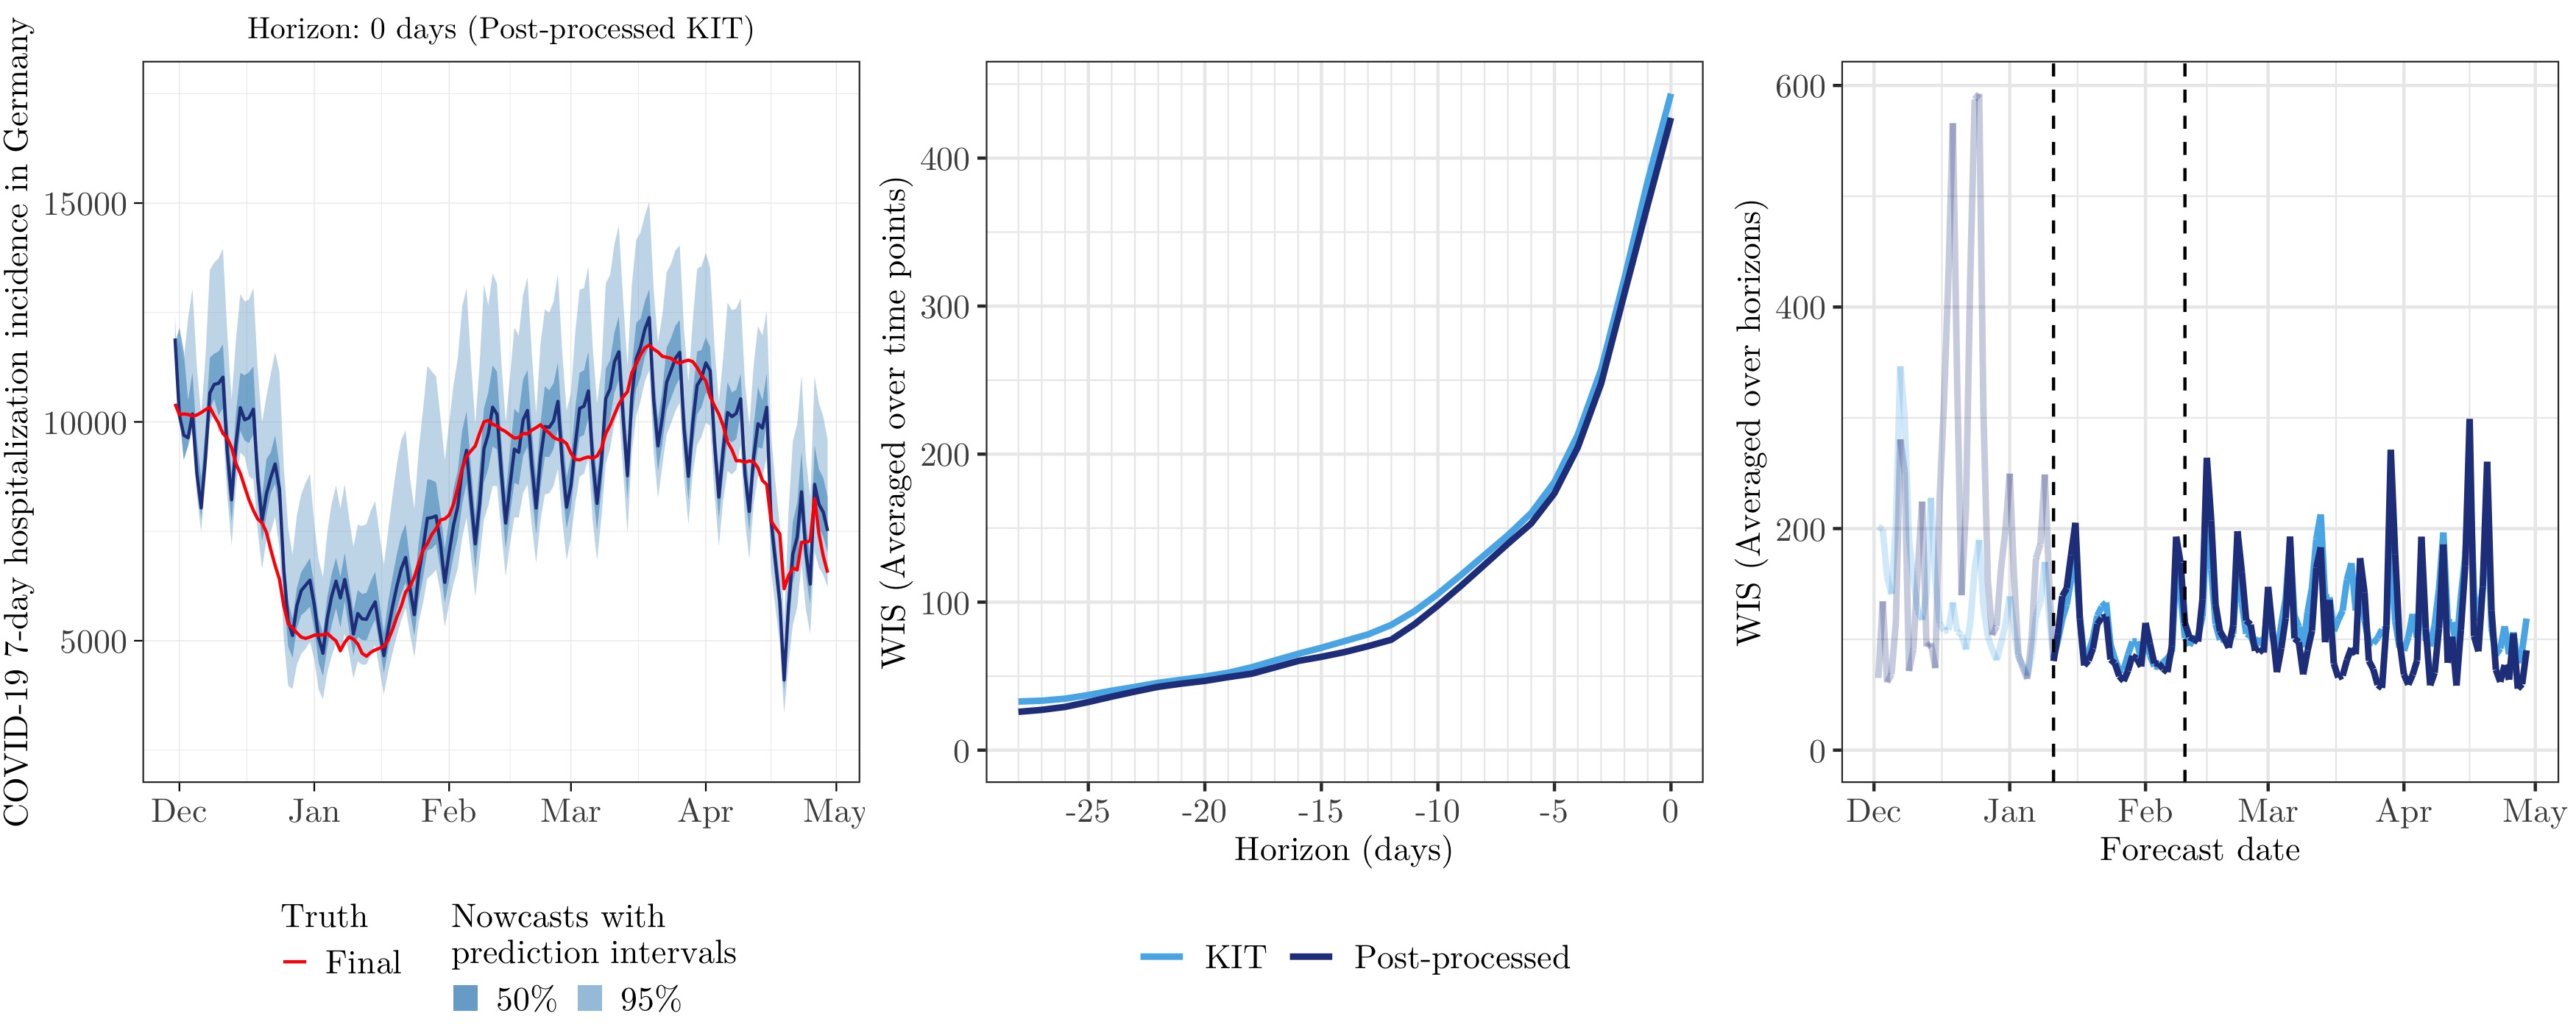 Horizon: 0 days (Post-processed KIT)
COVID-19 7-day hospitalization incidence in Germany
15000
10000
5000
Dec Jan Feb Mar Apr May
Truth
Final
Nowcasts with
prediction intervals
50% 95%
WIS (Averaged over time points)
400
300
200
100
0
-25 -20 -15 -10 -5 0
Horizon (days)
KIT Post-processed
WIS (Averaged over horizons)
600
400
200
0
Dec Jan Feb Mar Apr May
Forecast date